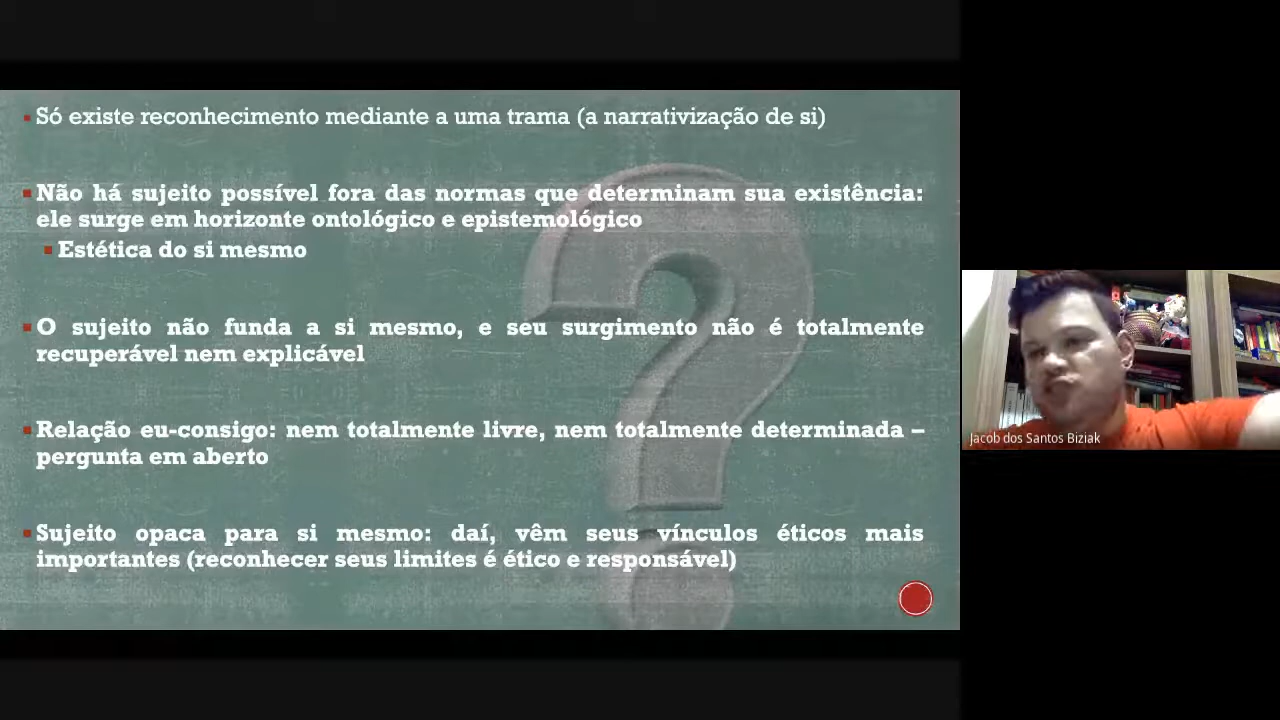 Só existe reconhecimento mediante a uma trama (a narrativização de si)
Não há sujeito possível fora das normas que determinam sua existência:
ele surge em horizonte ontológico e epistemológico
Estética do si mesmo
O sujeito não funda a si mesmo, e seu surgimento não é totalmente
recuperável nem explicável
Relação eu-consigo: nem totalmente livre, nem totalmente determinada –
pergunta em aberto
Sujeito opaca para si mesmo: daí, vêm seus vínculos éticos mais
importantes (reconhecer seus limites é ético e responsável)
Jacob dos Santos Biziak